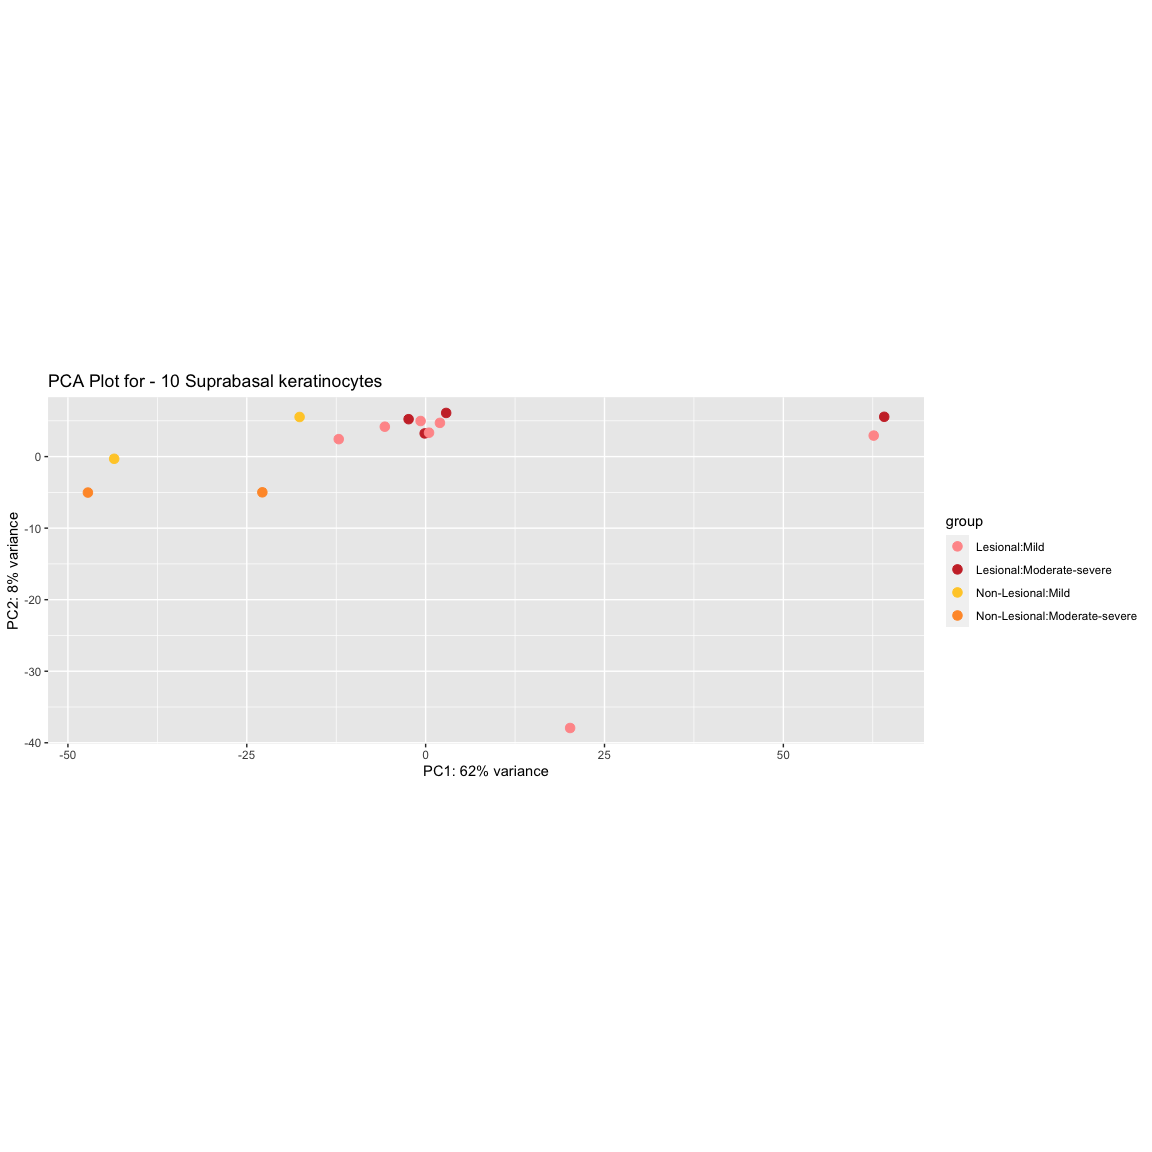 PCA Plot for - 10 Suprabasal keratinocytes
0
-10
-20
-30
-40
PC2: 8% variance
-50
-25
0
25
50
PC1: 62% variance
group
Lesional:Mild
Lesional:Moderate-severe
Non-Lesional:Mild
Non-Lesional:Moderate-severe